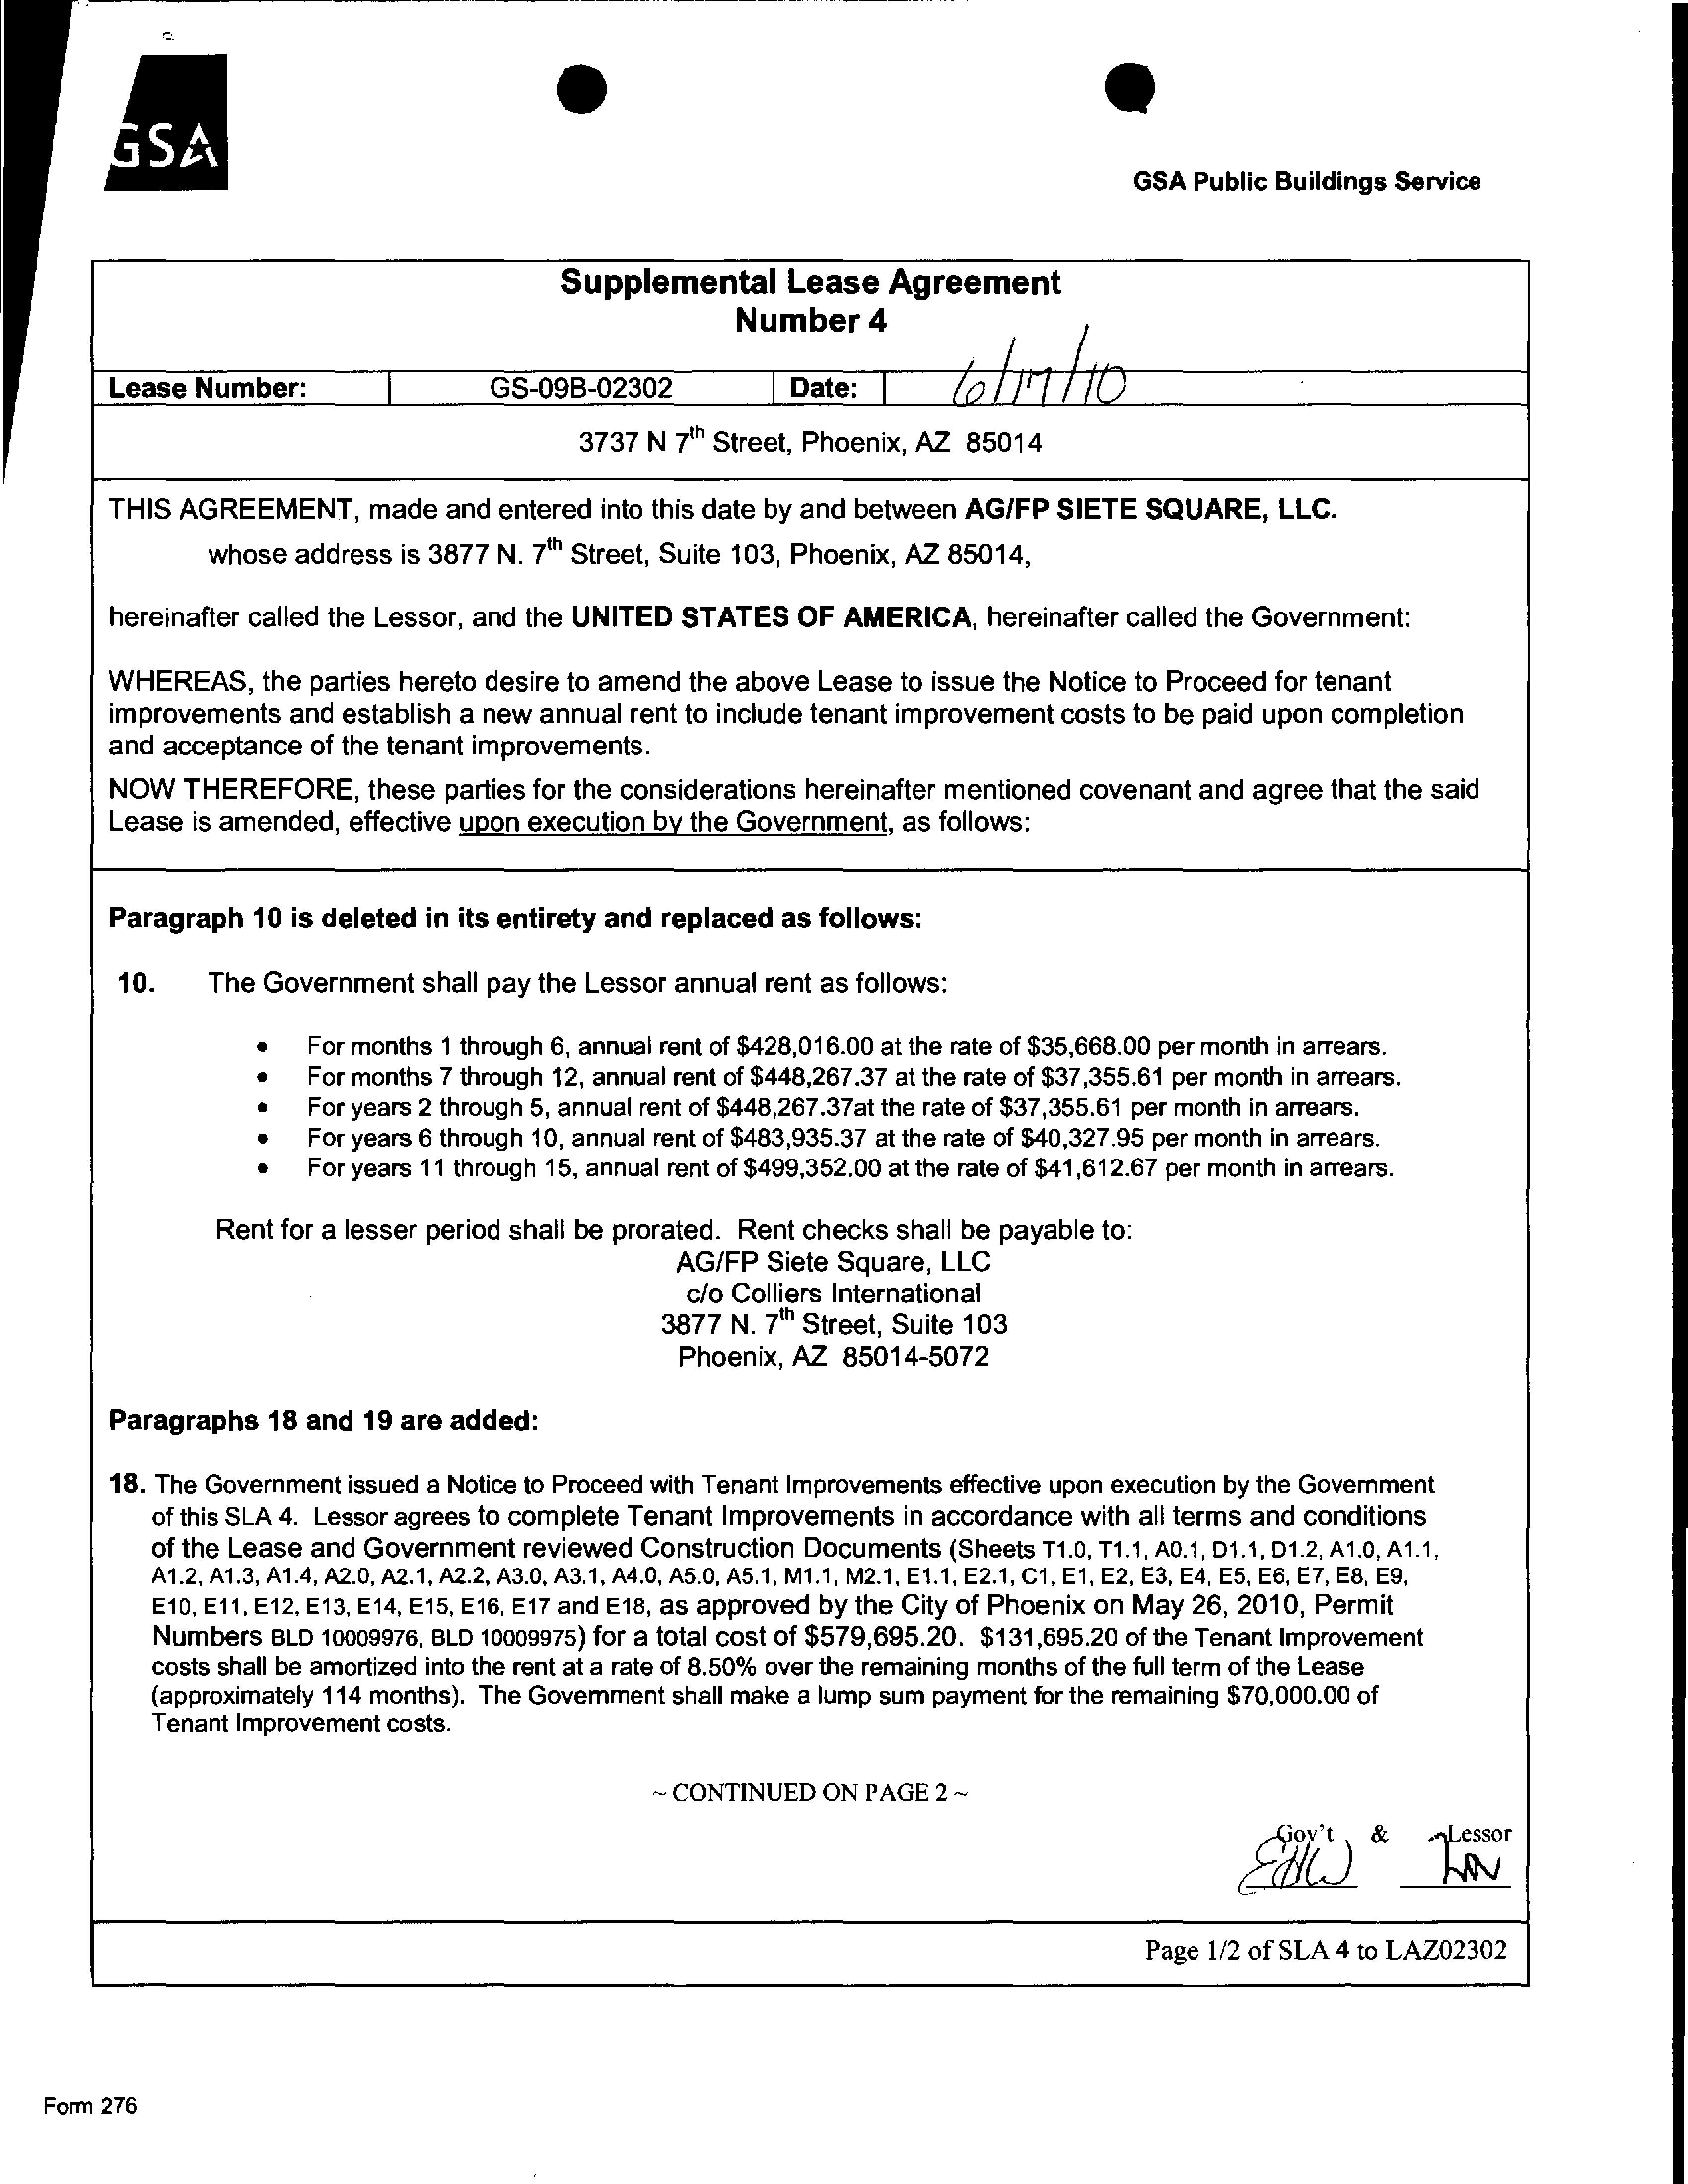 GSA
GSA Public Buildings Service
Supplemental Lease Agreement
Number 4
Lease Number: GS-09B-02302 Date: 6/17/10
3737 N 7th Street, Phoenix, AZ 85014
THIS AGREEMENT, made and entered into this date by and between AG/FP SIETE SQUARE, LLC.
whose address is 3877 N. 7th Street, Suite 103, Phoenix, AZ 85014,
hereinafter called the Lessor, and the UNITED STATES OF AMERICA, hereinafter called the Government:
WHEREAS, the parties hereto desire to amend the above Lease to issue the Notice to Proceed for tenant
improvements and establish a new annual rent to include tenant improvement costs to be paid upon completion
and acceptance of the tenant improvements.
NOW THEREFORE, these parties for the considerations hereinafter mentioned covenant and agree that the said
Lease is amended, effective upon execution by the Government, as follows:
Paragraph 10 is deleted in its entirety and replaced as follows:
10. The Government shall pay the Lessor annual rent as follows:
• For months 1 through 6, annual rent of $428,016.00 at the rate of $35,668.00 per month in arrears.
• For months 7 through 12, annual rent of $448,267.37 at the rate of $37,355.61 per month in arrears.
• For years 2 through 5, annual rent of $448,267.37at the rate of $37,355.61 per month in arrears.
• For years 6 through 10, annual rent of $483,935.37 at the rate of $40,327.95 per month in arrears.
• For years 11 through 15, annual rent of $499,352.00 at the rate of $41,612.67 per month in arrears.
Rent for a lesser period shall be prorated. Rent checks shall be payable to:
AG/FP Siete Square, LLC
c/o Colliers International
3877 N. 7th Street, Suite 103
Phoenix, AZ 85014-5072
Paragraphs 18 and 19 are added:
18. The Government issued a Notice to Proceed with Tenant Improvements effective upon execution by the Government
of this SLA 4. Lessor agrees to complete Tenant Improvements in accordance with all terms and conditions
of the Lease and Government reviewed Construction Documents (Sheets T1.0, T1.1, A0.1, D1.1, D1.2, A1.0, A1.1,
A1.2, A1.3, A1.4, A2.0, A2.1, A2.2, A3.0, A3.1, A4.0, A5.0, A5.1, M1.1, M2.1, E1.1, E2.1, C1, E1, E2, E3, E4, E5, E6, E7, E8, E9,
E10, E11, E12, E13, E14, E15, E16, E17 and E18, as approved by the City of Phoenix on May 26, 2010, Permit
Numbers BLD 10009976, BLD 10009975) for a total cost of $579,695.20. $131,695.20 of the Tenant Improvement
costs shall be amortized into the rent at a rate of 8.50% over the remaining months of the full term of the Lease
(approximately 114 months). The Government shall make a lump sum payment for the remaining $70,000.00 of
Tenant Improvement costs.
~ CONTINUED ON PAGE 2 ~
Gov't & Lessor
Page 1/2 of SLA 4 to LAZ02302
Form 276